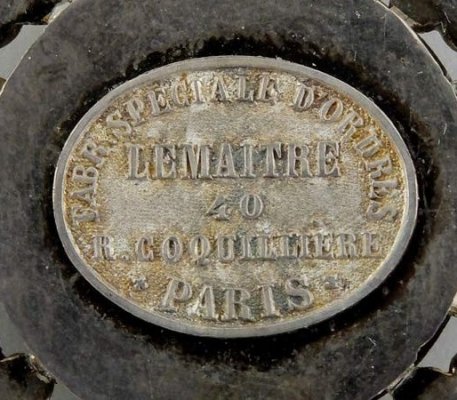 FABR. SPECIALE D'ORDRES
LEMAITRE
40
R. COQUILLIERE
* PARIS *